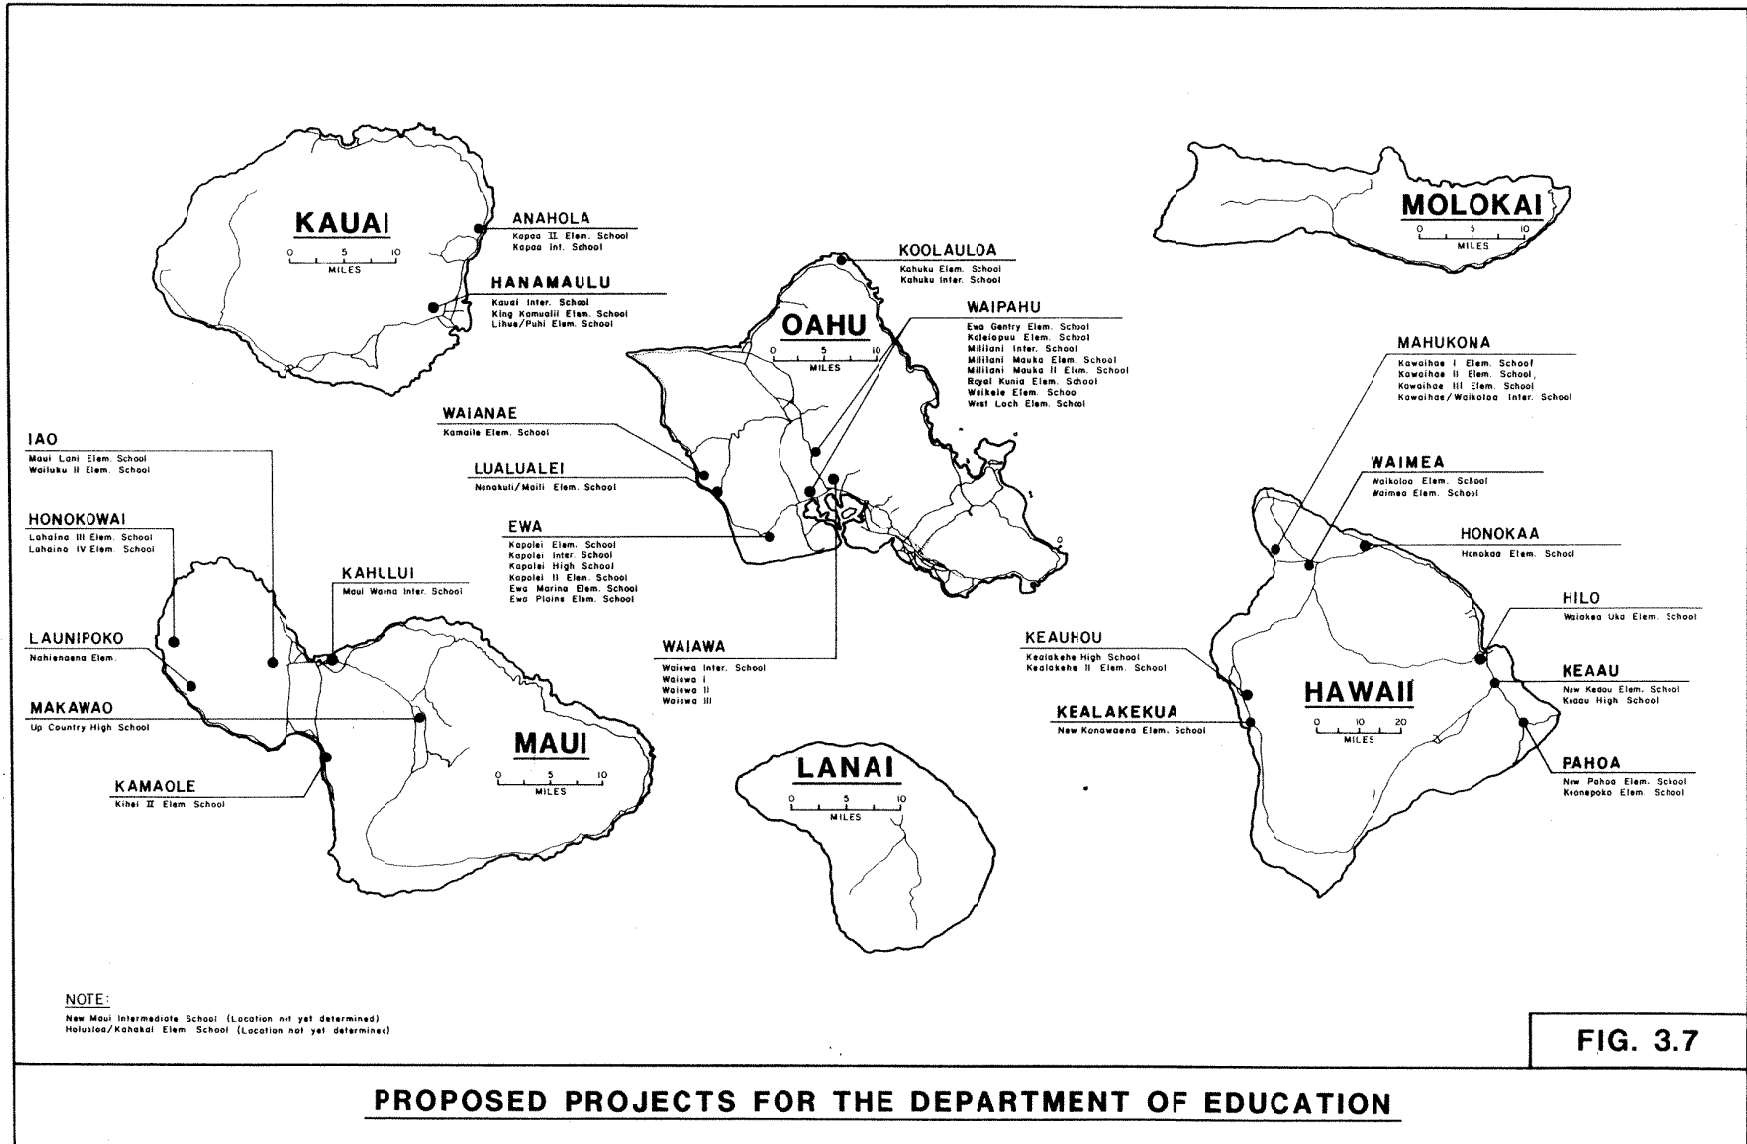 KAUAI
0 5 10
MILES
ANAHOLA
Kapaa II Elem. School
Kapaa Int. School
HANAMAULU
Kauai Inter. School
King Kamualii Elem. School
Lihue/Puhi Elem. School
MOLOKAI
0 5 10
MILES
KOOLAULOA
Kahuku Elem. School
Kahuku Inter. School
OAHU
0 5 10
MILES
WAIPAHU
Ewa Gentry Elem. School
Kaleiopuu Elem. School
Mililani Inter. School
Mililani Mauka Elem. School
Mililani Mauka II Elem. School
Royal Kunia Elem. School
Waikele Elem. Schoo
West Loch Elem. School
WAIANAE
Kamaile Elem. School
LUALUALEI
Nanakuli/Maili Elem. School
EWA
Kapolei Elem. School
Kapolei Inter. School
Kapolei High School
Kapolei II Elem. School
Ewa Marina Elem. School
Ewa Plains Elem. School
WAIAWA
Waiawa Inter. School
Waiawa I
Waiawa II
Waiawa III
MAHUKONA
Kawaihae I Elem. School
Kawaihae II Elem. School
Kawaihae III Elem. School
Kawaihae/Waikoloa Inter. School
WAIMEA
Waikoloa Elem. School
Waimea Elem. School
HONOKAA
Honokaa Elem. School
HILO
Waiakea Uka Elem. School
KEAUHOU
Kealakehe High School
Kealakehe II Elem. School
KEALAKEKUA
New Konawaena Elem. School
HAWAII
0 10 20
MILES
KEAAU
New Keaau Elem. School
Keaau High School
PAHOA
New Pahoa Elem. School
Keonepoko Elem. School
IAO
Maui Lani Elem. School
Wailuku II Elem. School
HONOKOWAI
Lahaina III Elem. School
Lahaina IV Elem. School
KAHULUI
Maui Waina Inter. School
LAUNIPOKO
Nahienaena Elem.
MAKAWAO
Up Country High School
KAMAOLE
Kihei II Elem School
MAUI
0 5 10
MILES
LANAI
0 5 10
MILES
NOTE:
New Maui Intermediate School (Location not yet determined)
Holualoa/Kahakai Elem School (Location not yet determined)
FIG. 3.7
PROPOSED PROJECTS FOR THE DEPARTMENT OF EDUCATION